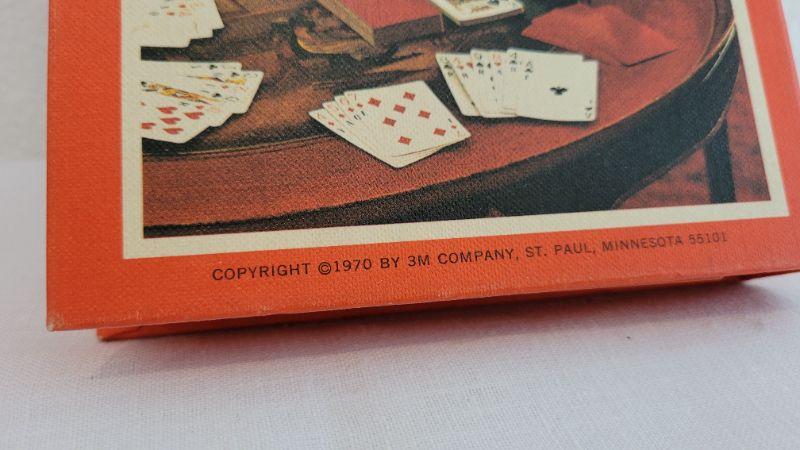 COPYRIGHT ©1970 BY 3M COMPANY, ST. PAUL, MINNESOTA 55101